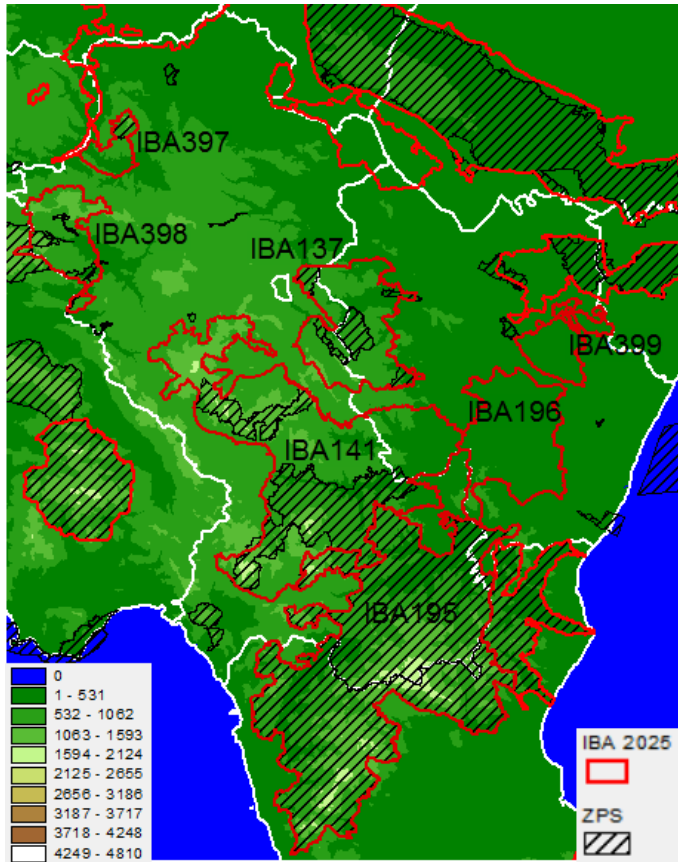 IBA397
IBA398
IBA137
IBA399
IBA196
IBA141
IBA195
0
1 - 531
532 - 1062
1063 - 1593
1594 - 2124
2125 - 2655
2656 - 3186
3187 - 3717
3718 - 4248
4249 - 4810
IBA 2025
ZPS